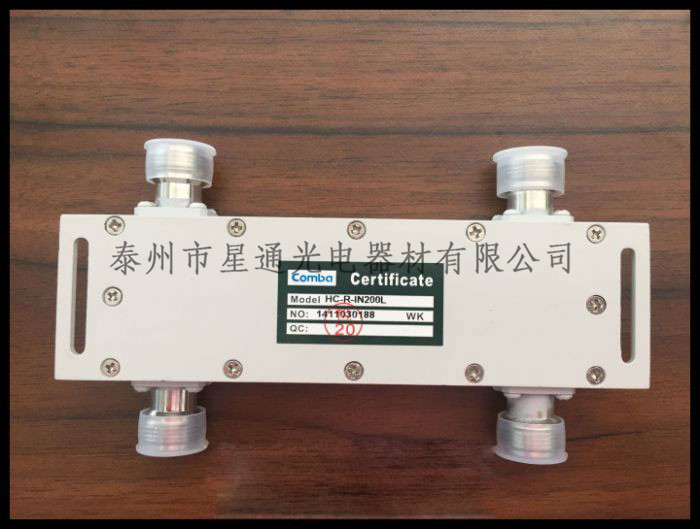 泰州市星通光电器材有限公司
Comba Certificate
Model HC-R-IN200L
NO: 1411030188 WK
QC: 20